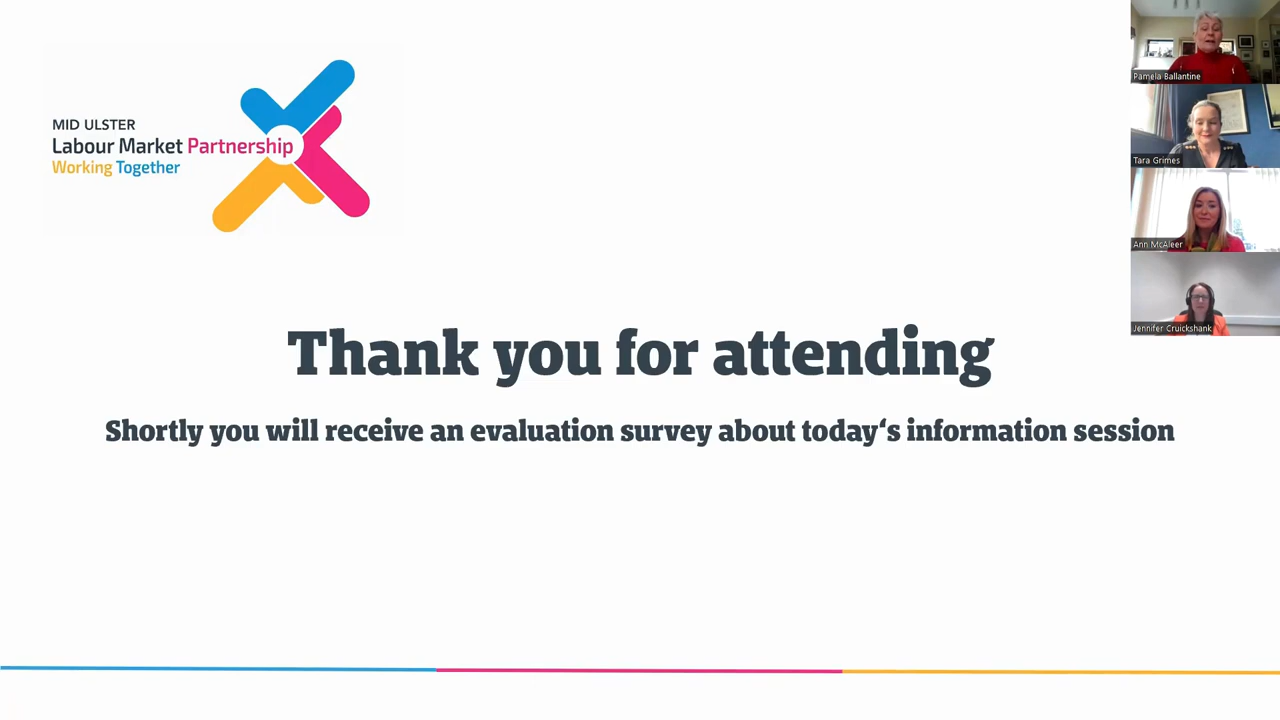 MID ULSTER
Labour Market Partnership
Working Together
Thank you for attending
Shortly you will receive an evaluation survey about today‘s information session
Pamela Ballantine
Tara Grimes
Ann McAleer
Jennifer Cruickshank